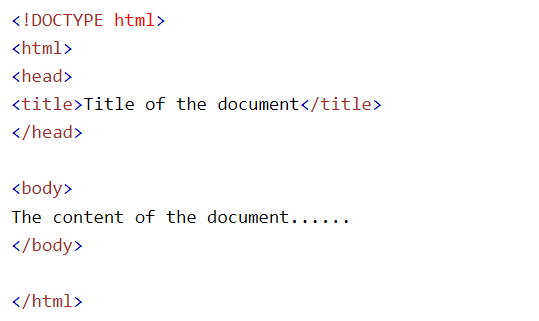 <!DOCTYPE html>
<html>
<head>
<title>Title of the document</title>
</head>
<body>
The content of the document......
</body>
</html>